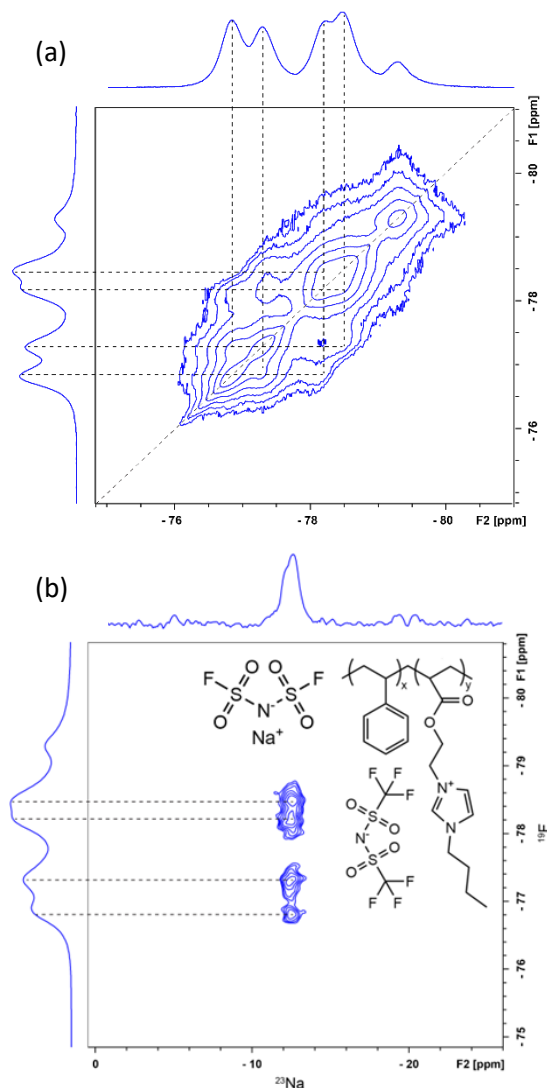 (a)
F1 [ppm]
- 80
- 78
- 76
- 76
- 78
- 80
F2 [ppm]
(b)
F1 [ppm]
- 80
- 79
- 78
- 77
- 76
- 75
19F
O O
F S S F
O N- O
Na+
x y
O
O
N+
N
F F
F
S O
O
N-
O
S O
F F
F
0
- 10
- 20
F2 [ppm]
23Na